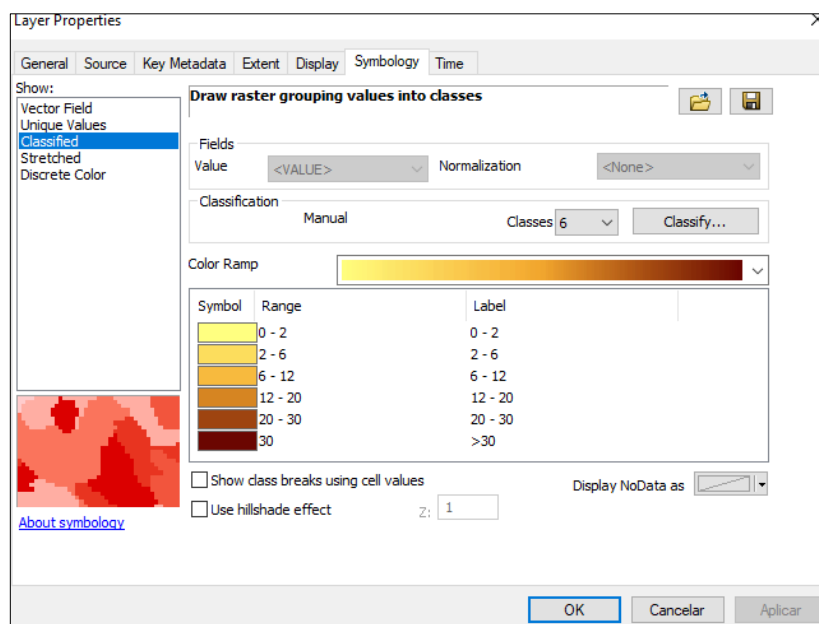 Layer Properties
General Source Key Metadata Extent Display Symbology Time
Show:
Vector Field
Unique Values
Classified
Stretched
Discrete Color
About symbology
Draw raster grouping values into classes
Fields
Value <VALUE> Normalization <None>
Classification
Manual Classes 6 Classify...
Color Ramp
Symbol Range Label
0 - 2 0 - 2
2 - 6 2 - 6
6 - 12 6 - 12
12 - 20 12 - 20
20 - 30 20 - 30
30 >30
Show class breaks using cell values Display NoData as
Use hillshade effect Z: 1
OK Cancelar Aplicar